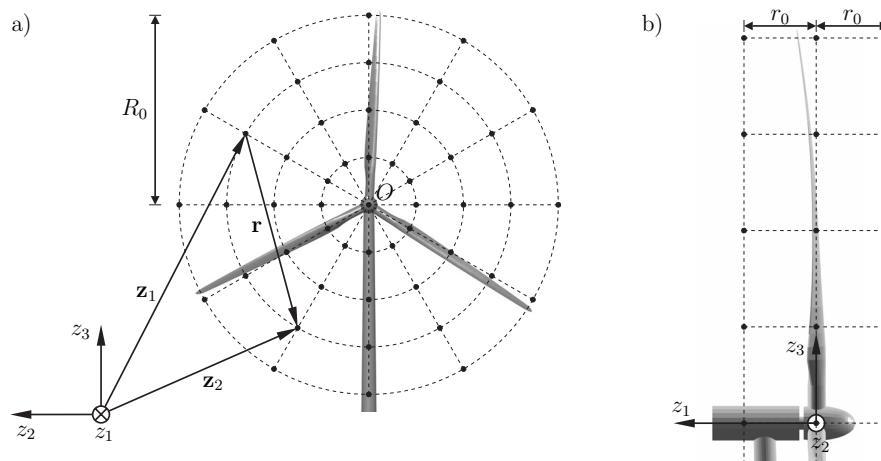 a)
R₀
O
r
z₁
z₂
z₃
z₂
z₁
b)
r₀ r₀
z₃
z₁
z₂